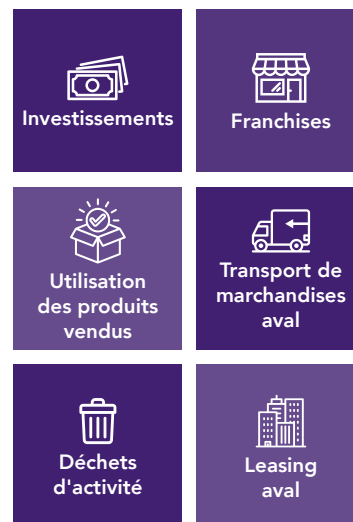 Investissements
Franchises
Utilisation
des produits
vendus
Transport de
marchandises
aval
Déchets
d'activité
Leasing
aval